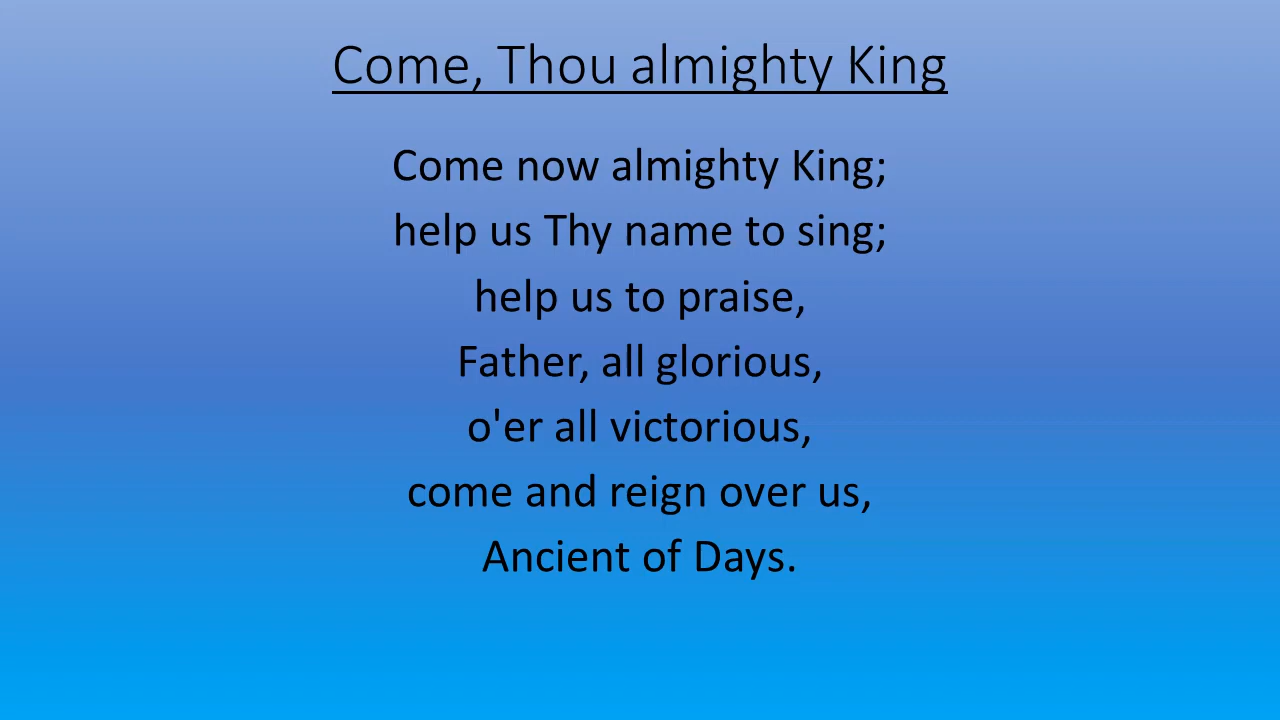 Come, Thou almighty King
Come now almighty King;
help us Thy name to sing;
help us to praise,
Father, all glorious,
o'er all victorious,
come and reign over us,
Ancient of Days.